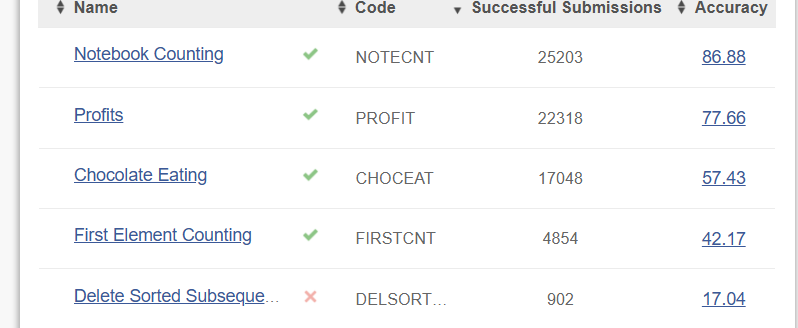 Name Code Successful Submissions Accuracy
Notebook Counting NOTECNT 25203 86.88
Profits PROFIT 22318 77.66
Chocolate Eating CHOCEAT 17048 57.43
First Element Counting FIRSTCNT 4854 42.17
Delete Sorted Subseque... DELSORT... 902 17.04